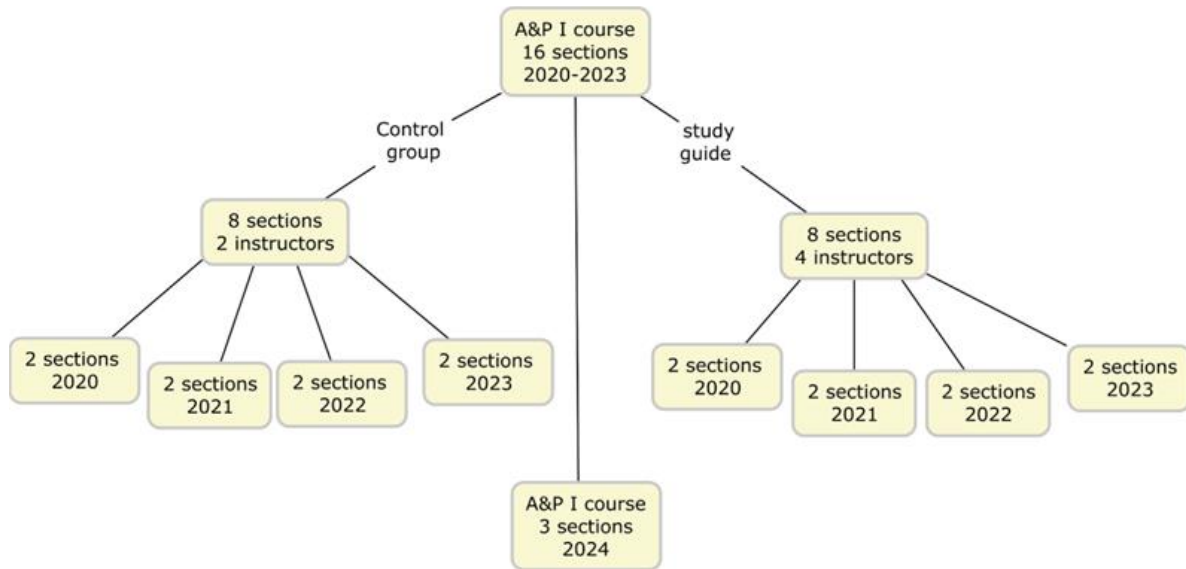 A&P I course
16 sections
2020-2023
Control
group
study
guide
8 sections
2 instructors
8 sections
4 instructors
2 sections
2020
2 sections
2021
2 sections
2022
2 sections
2023
2 sections
2020
2 sections
2021
2 sections
2022
2 sections
2023
A&P I course
3 sections
2024